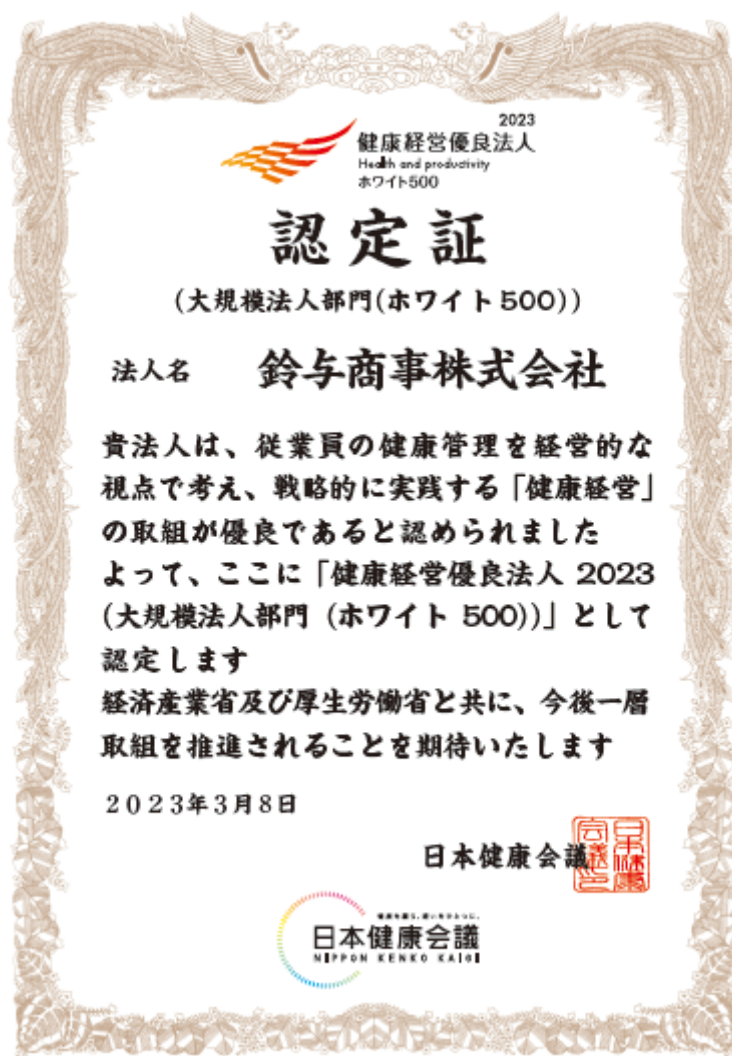 2023
健康経営優良法人
Health and productivity
ホワイト500
認定証
(大規模法人部門(ホワイト500))
法人名 鈴与商事株式会社
貴法人は、従業員の健康管理を経営的な
視点で考え、戦略的に実践する「健康経営」
の取組が優良であると認められました
よって、ここに「健康経営優良法人 2023
(大規模法人部門 (ホワイト 500))」として
認定します
経済産業省及び厚生労働省と共に、今後一層
取組を推進されることを期待いたします
2023年3月8日
日本健康会議
日本健康会議
NIPPON KENKO KAIGI